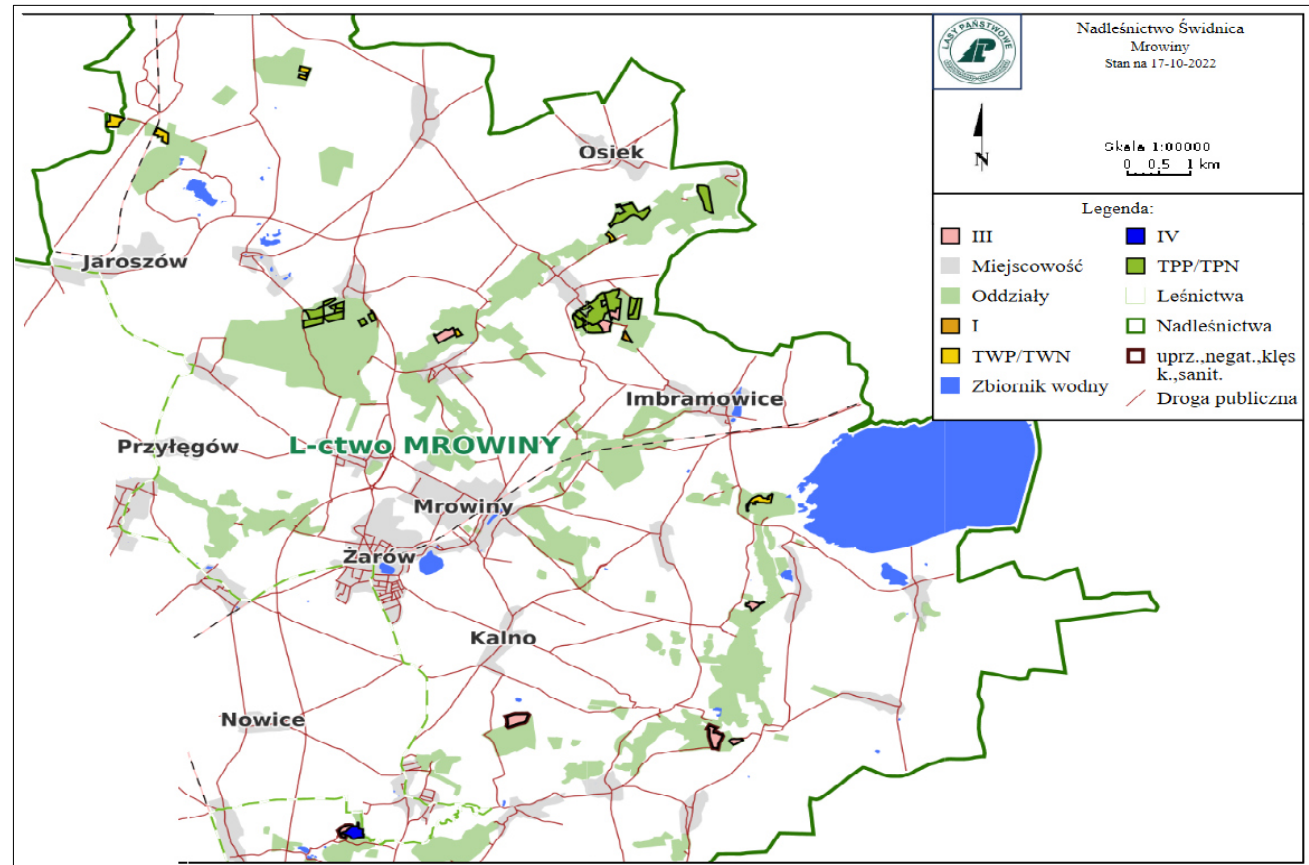 LASY PAŃSTWOWE
Nadleśnictwo Świdnica
Mrowiny
Stan na 17-10-2022
N
Skala 1:00000
0 0.5 1 km
Legenda:
III
IV
Miejscowość
TPP/TPN
Oddziały
Leśnictwa
I
Nadleśnictwa
TWP/TWN
uprz.,negat.,klęs
k.,sanit.
Zbiornik wodny
Droga publiczna
Osiek
Jaroszów
Imbramowice
Przyłęgów
L-ctwo MROWINY
Mrowiny
Żarów
Kalno
Nowice